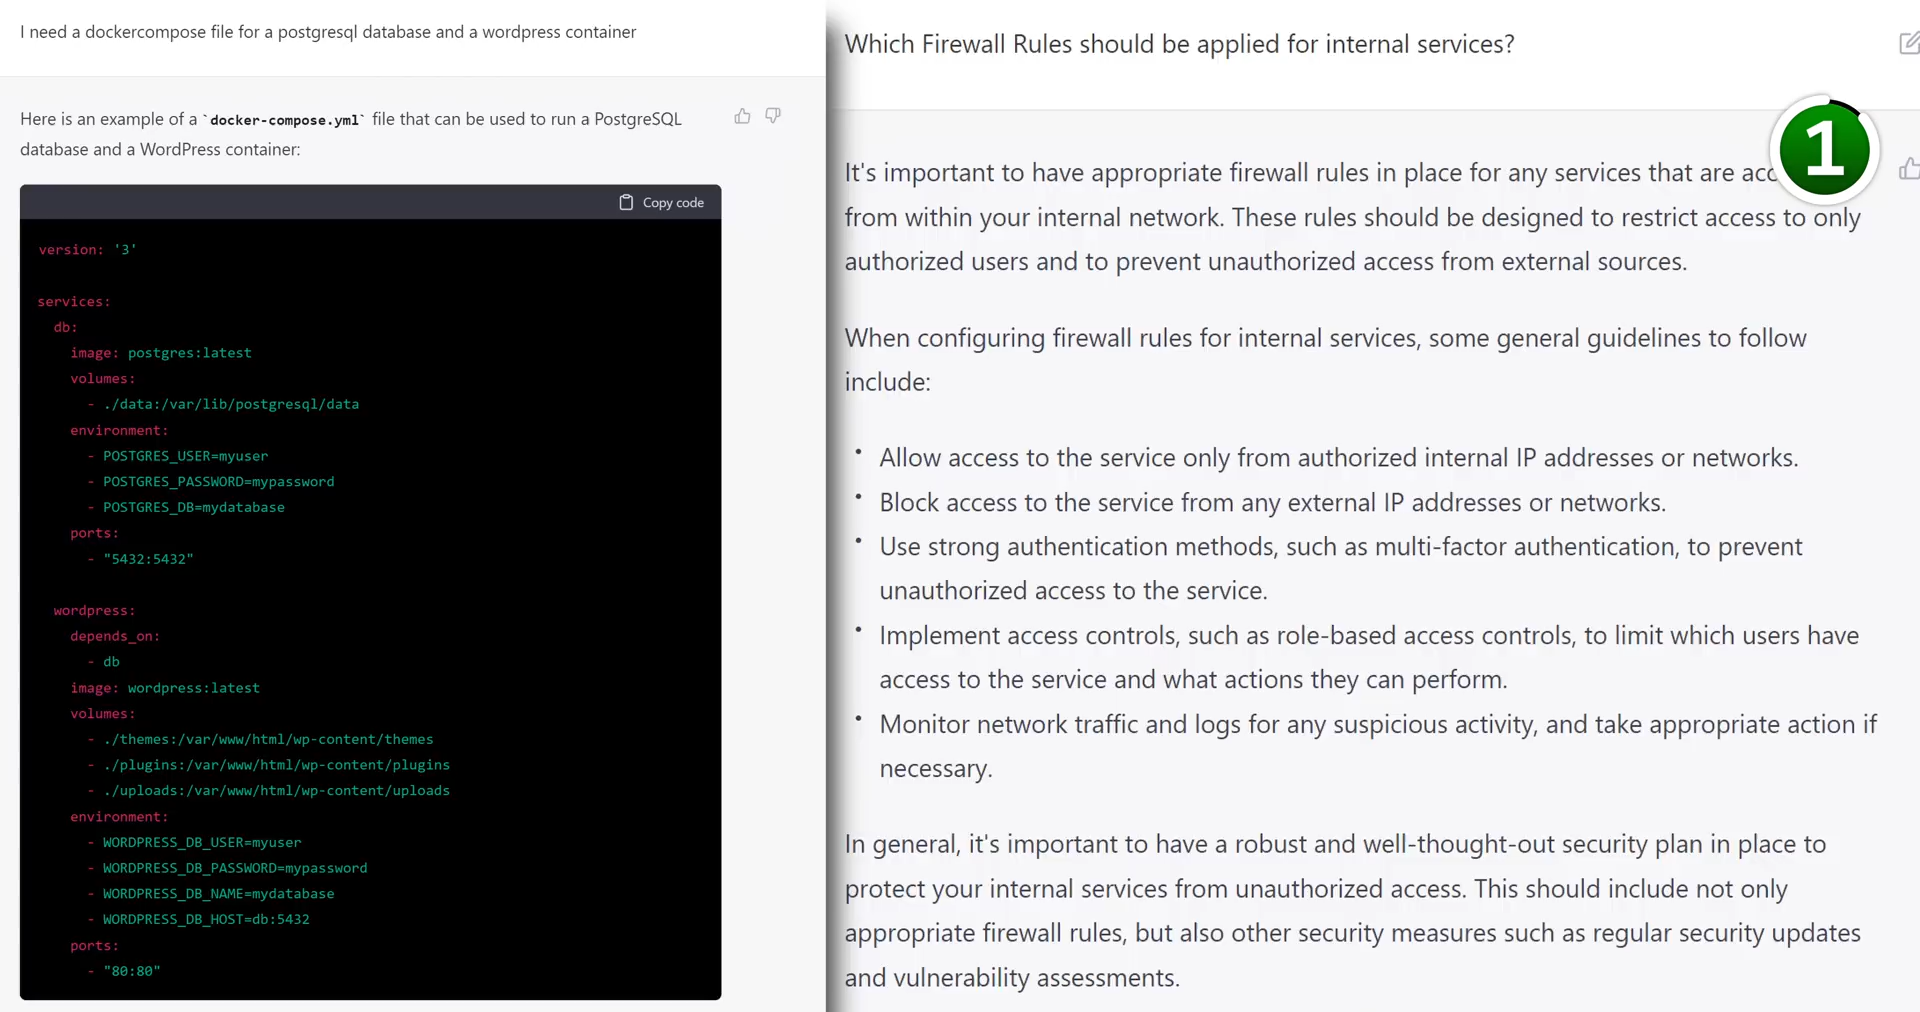 I need a dockercompose file for a postgresql database and a wordpress container
Here is an example of a `docker-compose.yml` file that can be used to run a PostgreSQL
database and a WordPress container:
Copy code
version: '3'
services:
db:
image: postgres:latest
volumes:
- ./data:/var/lib/postgresql/data
environment:
- POSTGRES_USER=myuser
- POSTGRES_PASSWORD=mypassword
- POSTGRES_DB=mydatabase
ports:
- "5432:5432"
wordpress:
depends_on:
- db
image: wordpress:latest
volumes:
- ./themes:/var/www/html/wp-content/themes
- ./plugins:/var/www/html/wp-content/plugins
- ./uploads:/var/www/html/wp-content/uploads
environment:
- WORDPRESS_DB_USER=myuser
- WORDPRESS_DB_PASSWORD=mypassword
- WORDPRESS_DB_NAME=mydatabase
- WORDPRESS_DB_HOST=db:5432
ports:
- "80:80"
Which Firewall Rules should be applied for internal services?
1
It's important to have appropriate firewall rules in place for any services that are
from within your internal network. These rules should be designed to restrict access to only
authorized users and to prevent unauthorized access from external sources.
When configuring firewall rules for internal services, some general guidelines to follow
include:
• Allow access to the service only from authorized internal IP addresses or networks.
• Block access to the service from any external IP addresses or networks.
• Use strong authentication methods, such as multi-factor authentication, to prevent
unauthorized access to the service.
• Implement access controls, such as role-based access controls, to limit which users have
access to the service and what actions they can perform.
• Monitor network traffic and logs for any suspicious activity, and take appropriate action if
necessary.
In general, it's important to have a robust and well-thought-out security plan in place to
protect your internal services from unauthorized access. This should include not only
appropriate firewall rules, but also other security measures such as regular security updates
and vulnerability assessments.